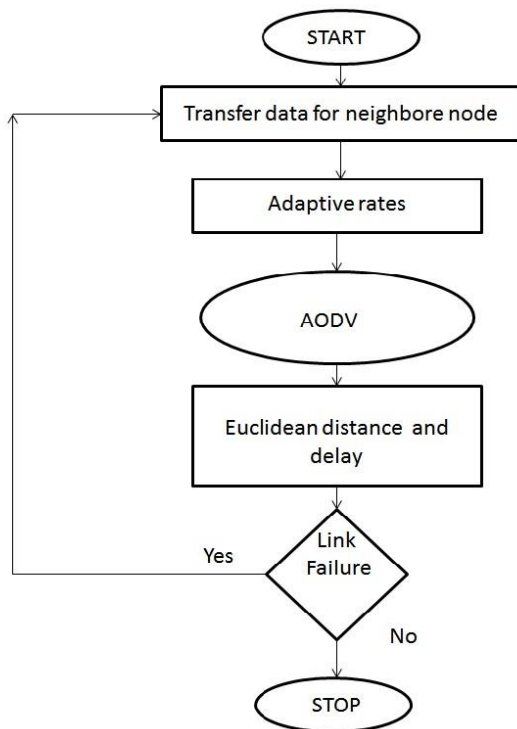 START
Transfer data for neighbore node
Adaptive rates
AODV
Euclidean distance and
delay
Link
Failure
Yes
No
STOP